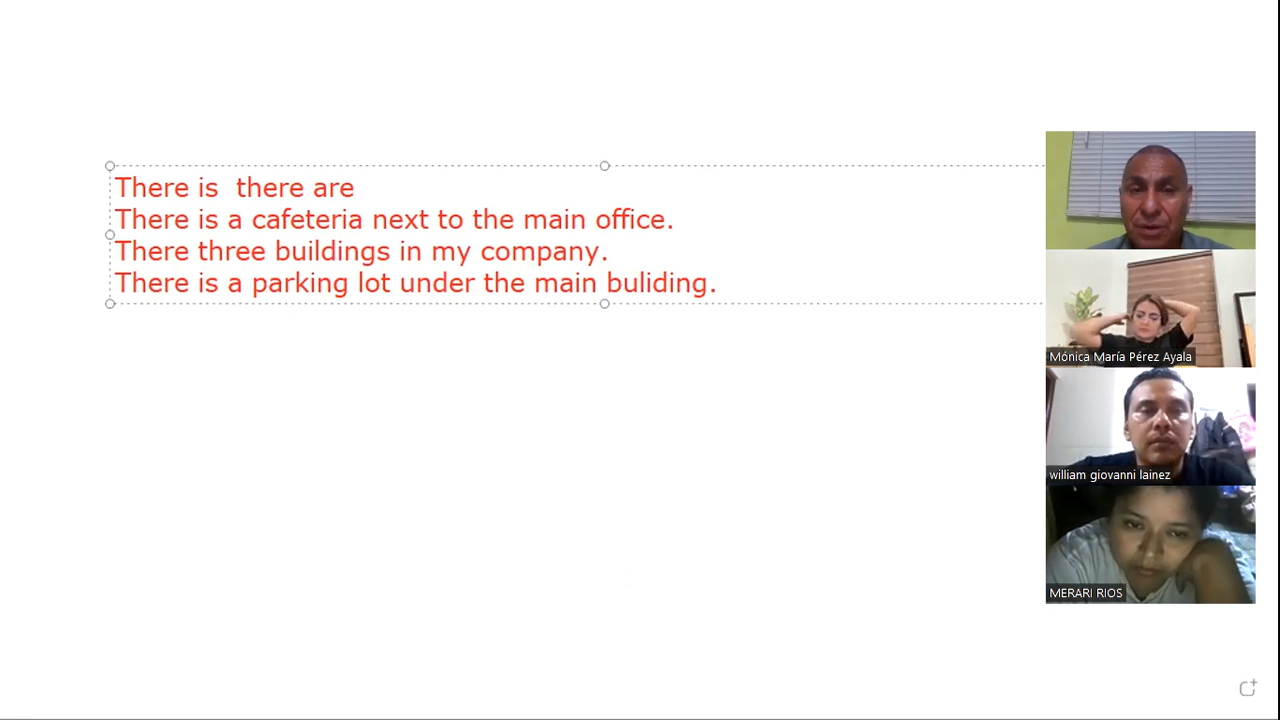 There is  there are
There is a cafeteria next to the main office.
There three buildings in my company.
There is a parking lot under the main buliding.
Mónica María Pérez Ayala
william giovanni lainez
MERARI RIOS